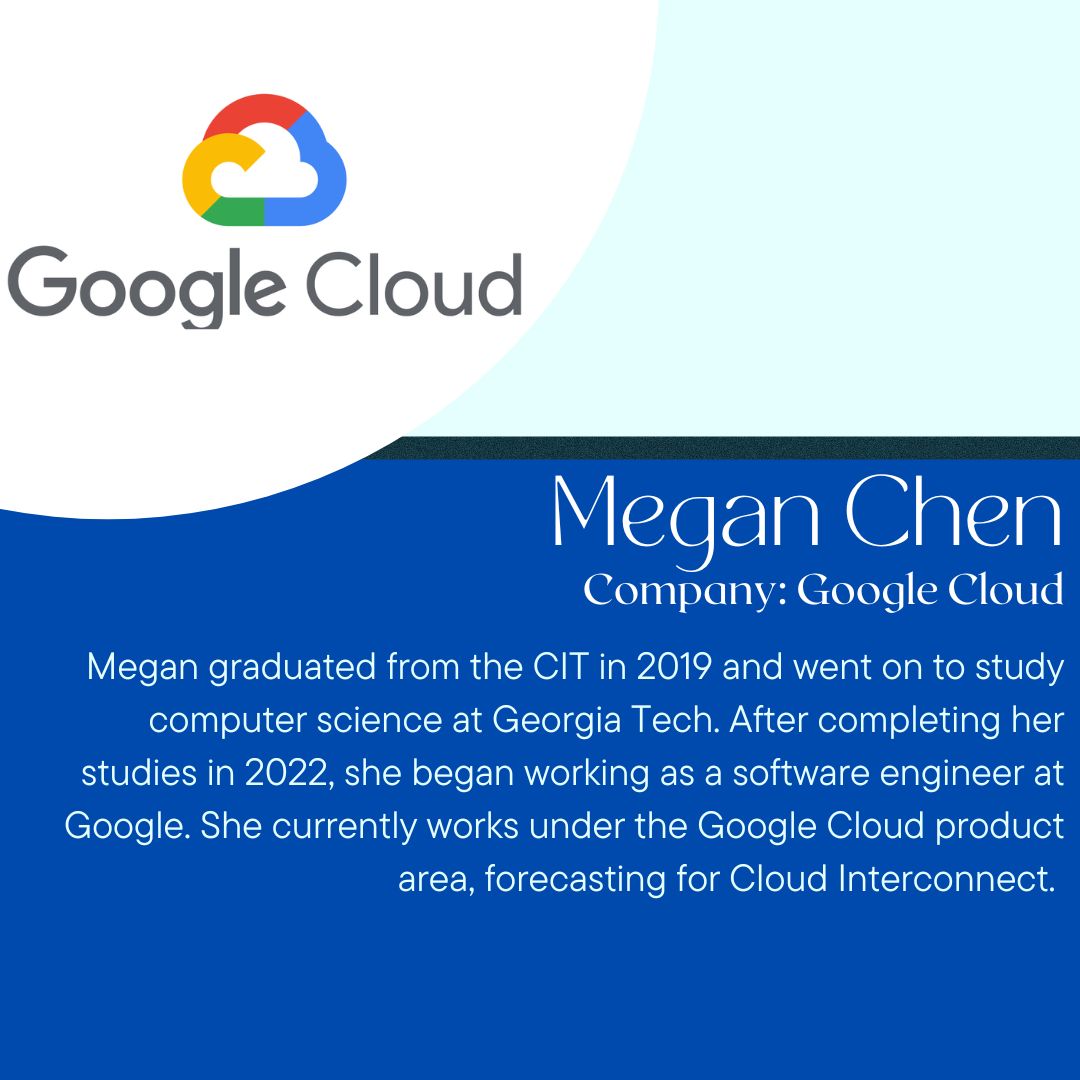 Google Cloud
Megan Chen
Company: Google Cloud
Megan graduated from the CIT in 2019 and went on to study
computer science at Georgia Tech. After completing her
studies in 2022, she began working as a software engineer at
Google. She currently works under the Google Cloud product
area, forecasting for Cloud Interconnect.